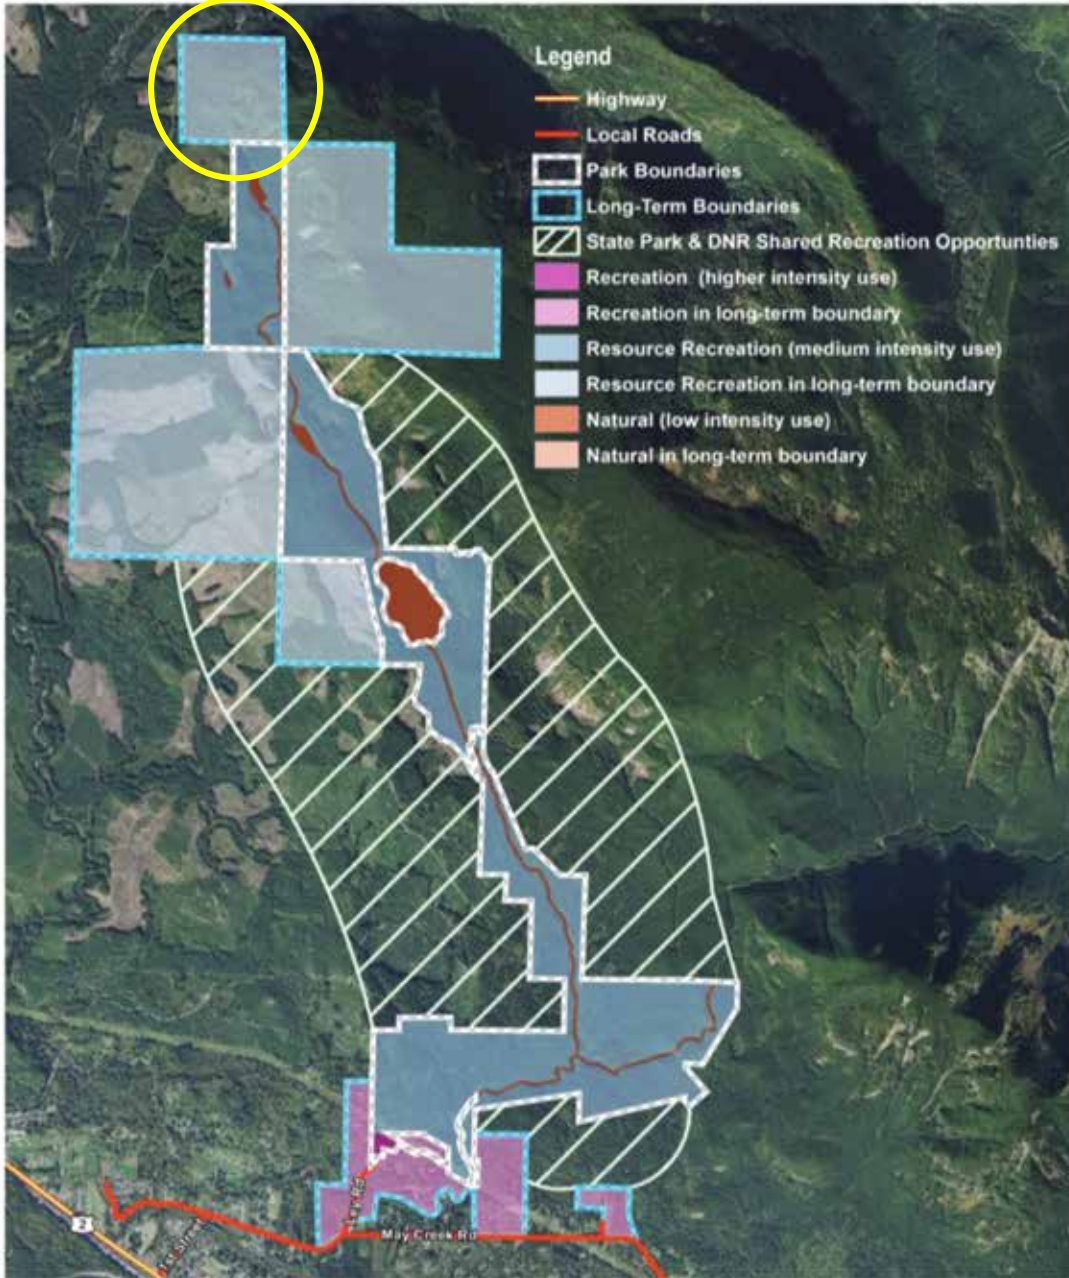 Legend
Highway
Local Roads
Park Boundaries
Long-Term Boundaries
State Park & DNR Shared Recreation Opportunties
Recreation (higher intensity use)
Recreation in long-term boundary
Resource Recreation (medium intensity use)
Resource Recreation in long-term boundary
Natural (low intensity use)
Natural in long-term boundary
2
1st Street
May Creek Rd